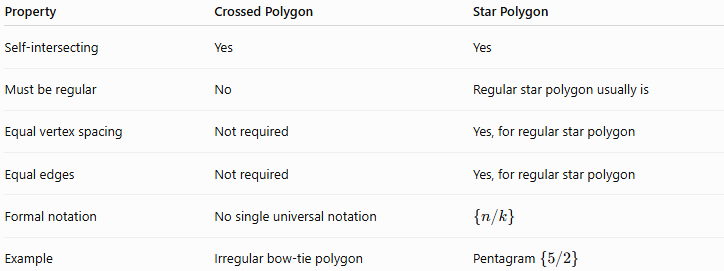 Property Crossed Polygon Star Polygon
Self-intersecting Yes Yes
Must be regular No Regular star polygon usually is
Equal vertex spacing Not required Yes, for regular star polygon
Equal edges Not required Yes, for regular star polygon
Formal notation No single universal notation {n/k}
Example Irregular bow-tie polygon Pentagram {5/2}